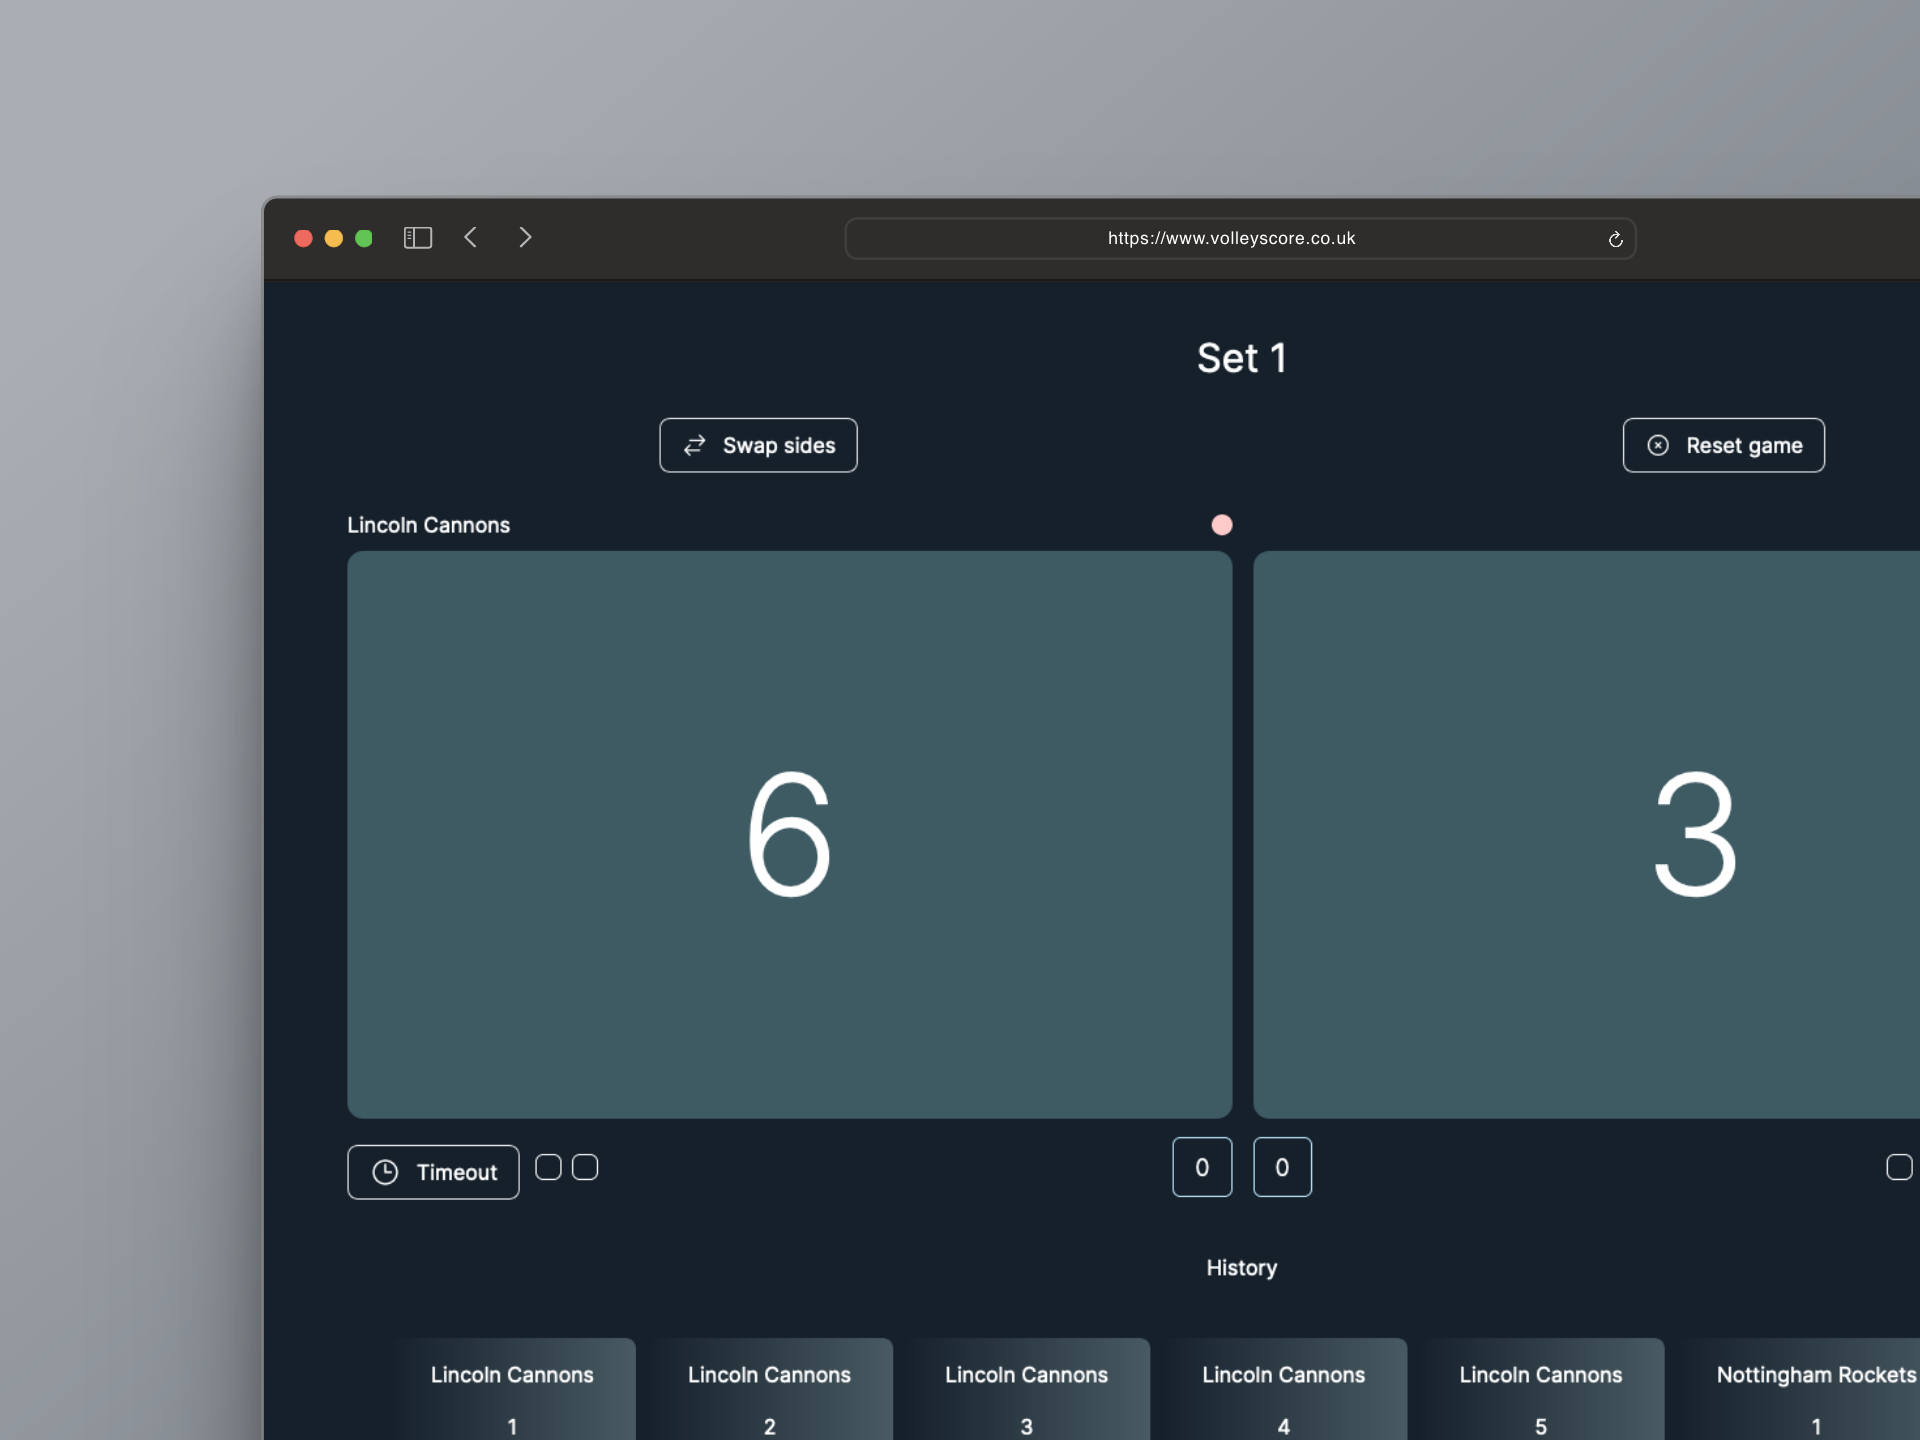 https://www.volleyscore.co.uk
Set 1
Swap sides
Reset game
Lincoln Cannons
6
3
Timeout
0
0
History
Lincoln Cannons
1
Lincoln Cannons
2
Lincoln Cannons
3
Lincoln Cannons
4
Lincoln Cannons
5
Nottingham Rockets
1